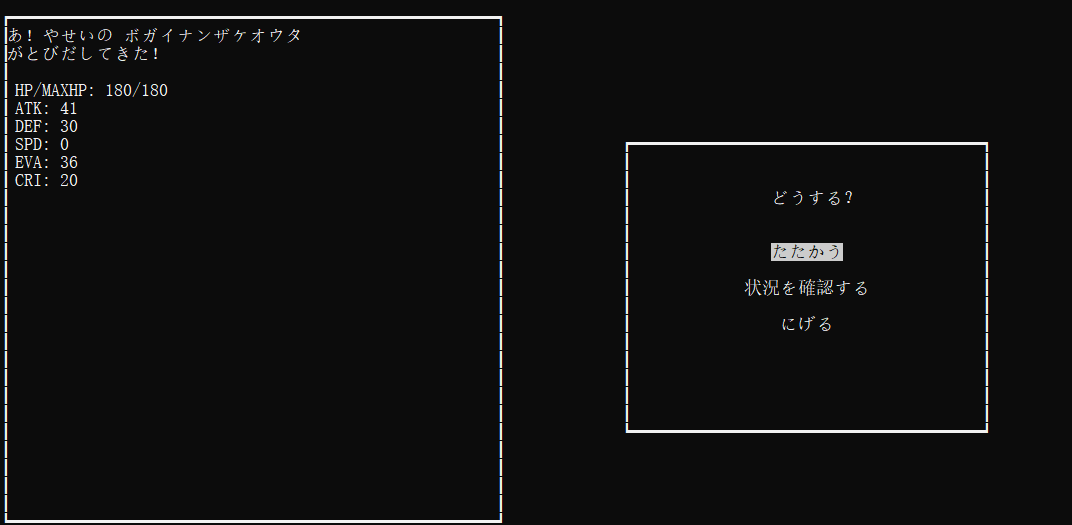 あ！やせいの ボガイナンザケオウタ
がとびだしてきた！
HP/MAXHP: 180/180
ATK: 41
DEF: 30
SPD: 0
EVA: 36
CRI: 20
どうする？
たたかう
状況を確認する
にげる